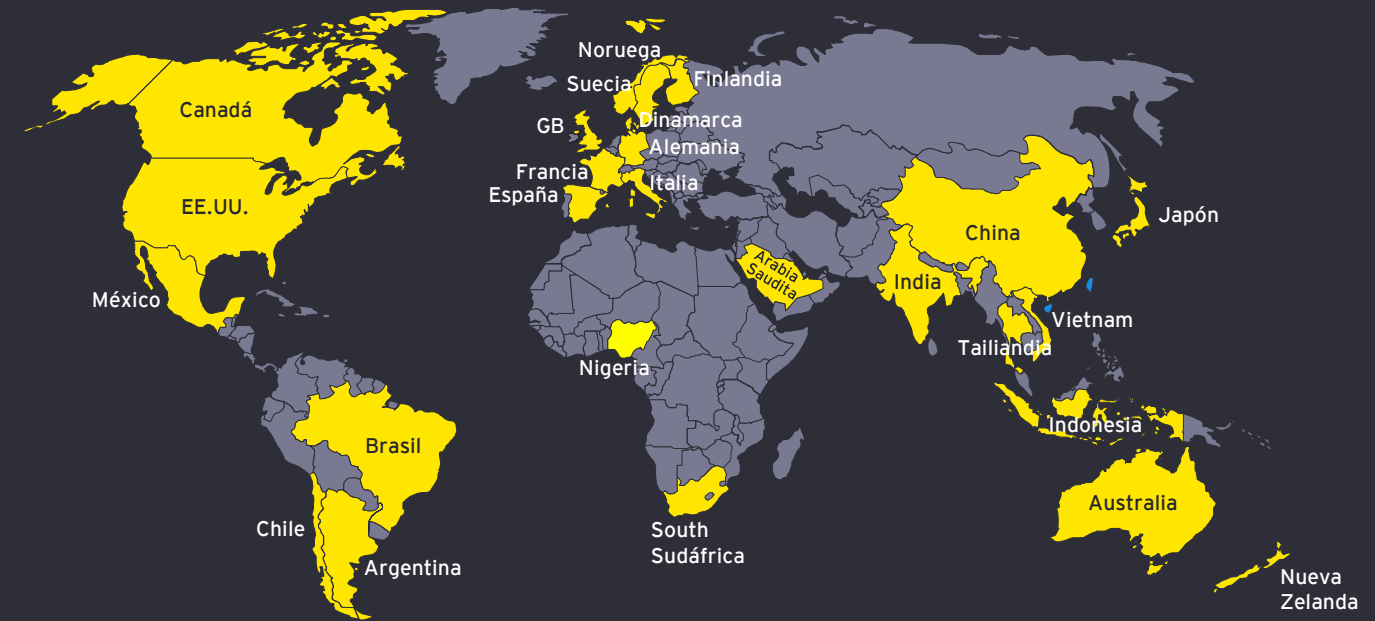 Noruega
Suecia
Finlandia
Canadá
GB
Dinamarca
Alemania
Francia
Italia
España
EE.UU.
Japón
China
Arabia
Saudita
India
México
Vietnam
Tailiandia
Nigeria
Indonesia
Brasil
Australia
Chile
South
Sudáfrica
Argentina
Nueva
Zelanda